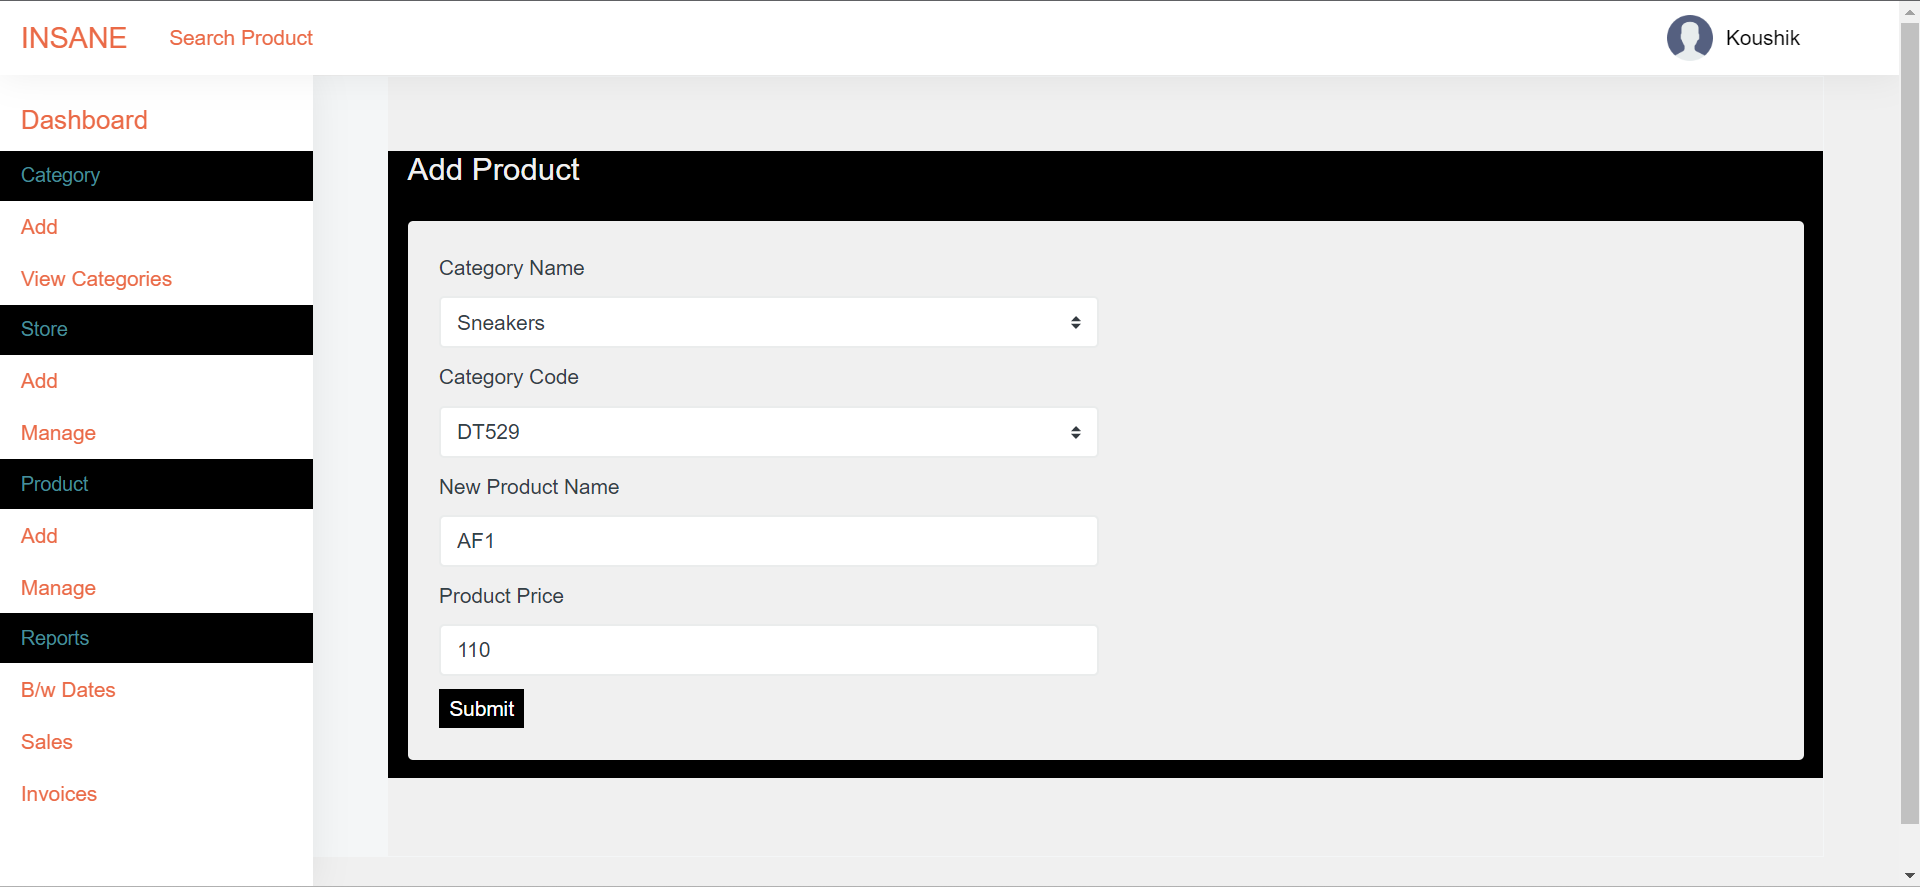 INSANE Search Product Koushik
Dashboard
Category
Add
View Categories
Store
Add
Manage
Product
Add
Manage
Reports
B/w Dates
Sales
Invoices
Add Product
Category Name
Sneakers
Category Code
DT529
New Product Name
AF1
Product Price
110
Submit